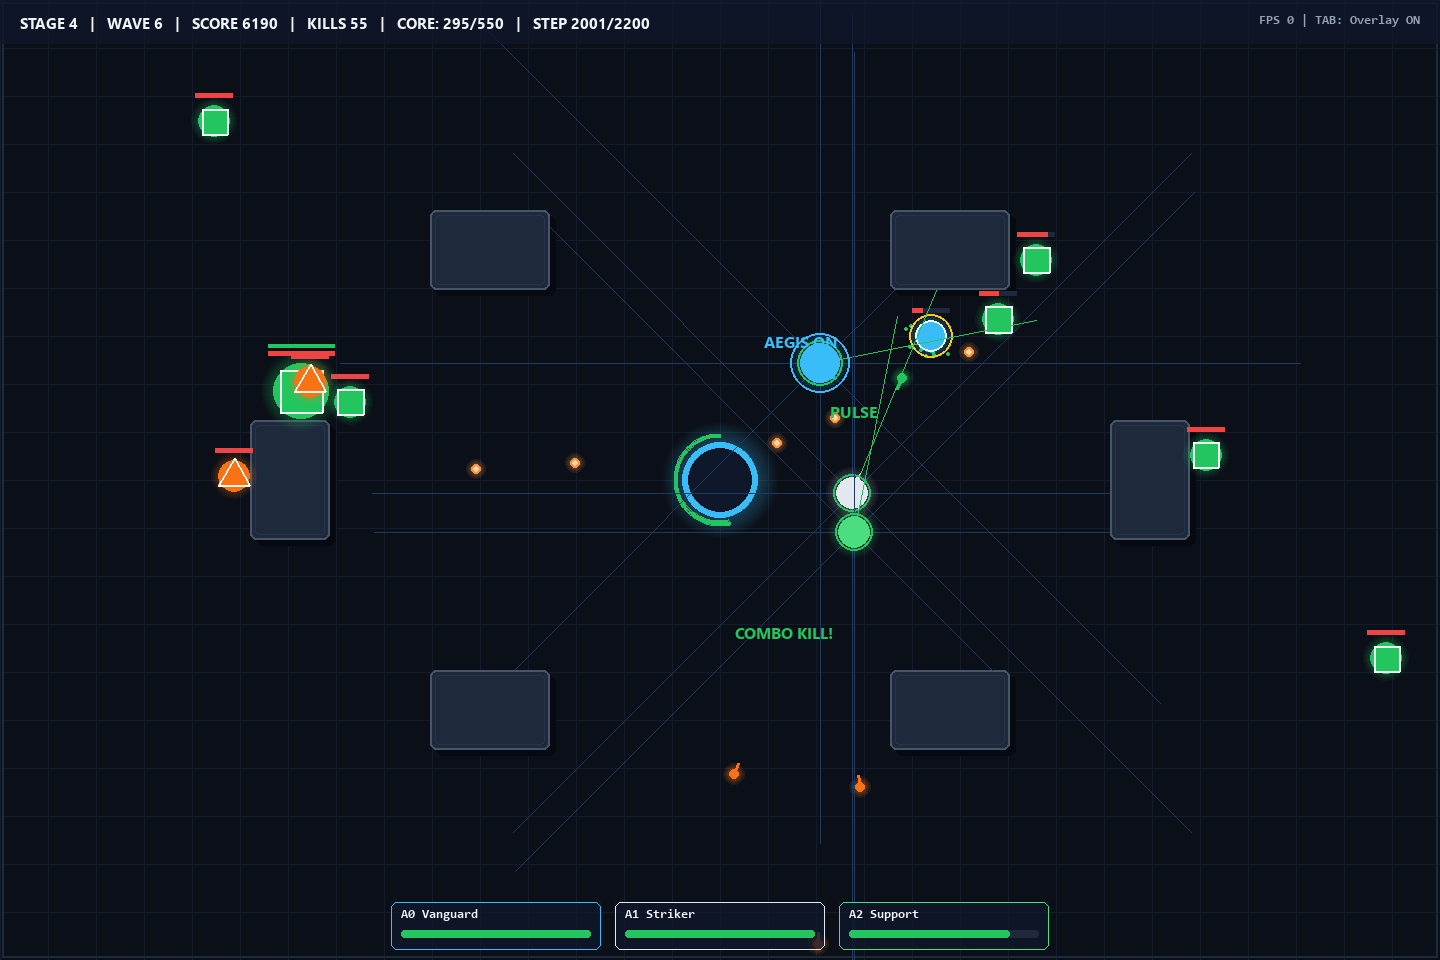 STAGE 4 | WAVE 6 | SCORE 6190 | KILLS 55 | CORE: 295/550 | STEP 2001/2200
FPS 0 | TAB: Overlay ON
AEGIS ON
PULSE
COMBO KILL!
A0 Vanguard
A1 Striker
A2 Support